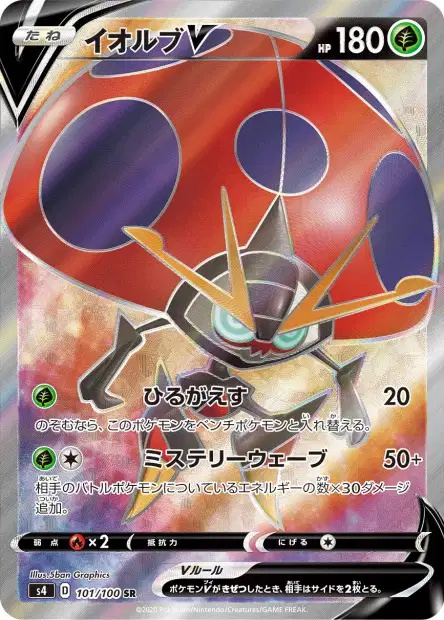 たね イオルブV HP 180
ひるがえす 20
のぞむなら、このポケモンをベンチポケモンと入れ替える。
ミステリーウェーブ 50+
相手のバトルポケモンについているエネルギーの数×30ダメージ
追加。
弱点 ×2 抵抗力 にげる
Illus.5ban Graphics
s4 D 101/100 SR
Vルール
ポケモンVがきぜつしたとき、相手はサイドを2枚とる。
©2020 Pokémon/Nintendo/Creatures/GAME FREAK.